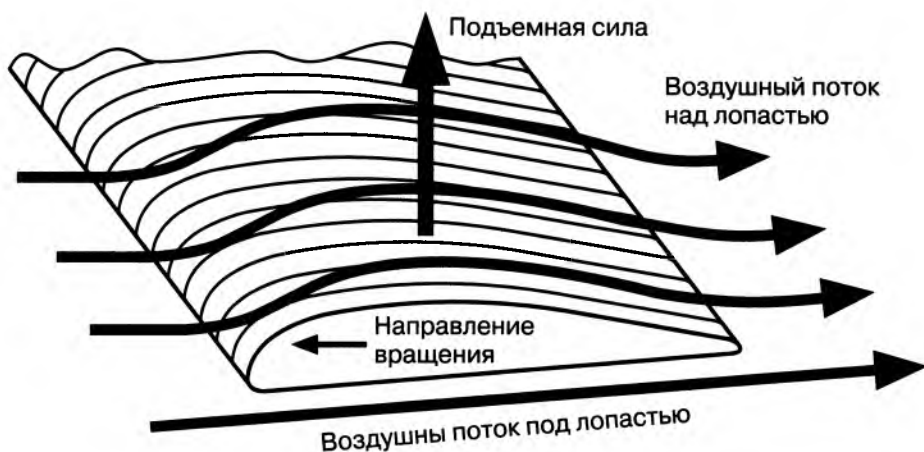 Подъемная сила
Воздушный поток
над лопастью
Направление
вращения
Воздушны поток под лопастью